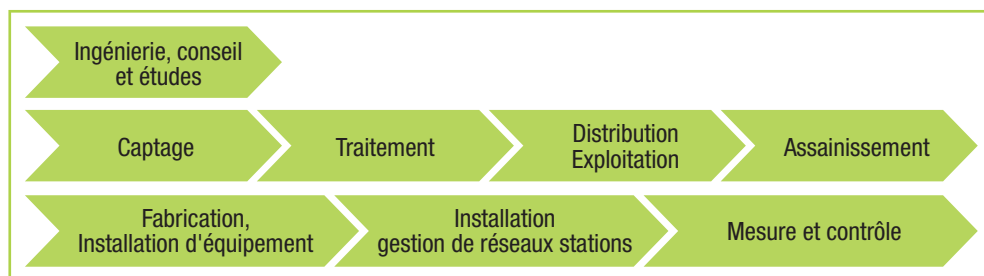 Ingénierie, conseil
et études
Captage
Traitement
Distribution
Exploitation
Assainissement
Fabrication,
Installation d'équipement
Installation
gestion de réseaux stations
Mesure et contrôle